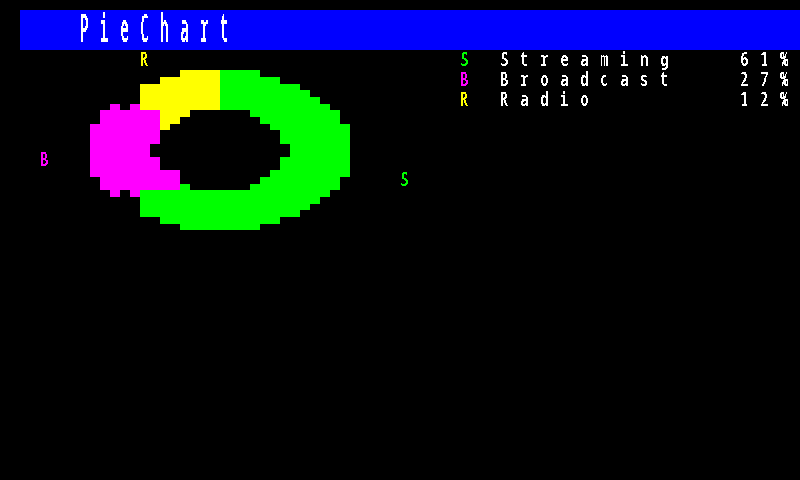 PieChart
R
S Streaming 61%
B Broadcast 27%
R Radio 12%
B
S